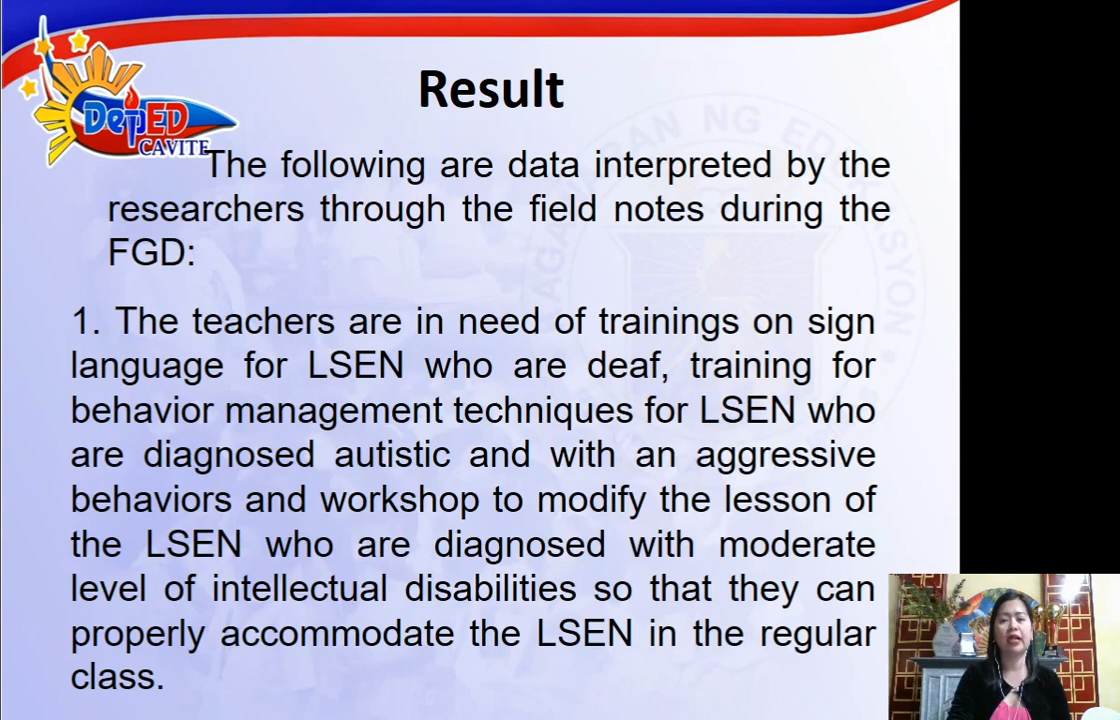 Result
DepED
CAVITE
The following are data interpreted by the
researchers through the field notes during the
FGD:
1. The teachers are in need of trainings on sign
language for LSEN who are deaf, training for
behavior management techniques for LSEN who
are diagnosed autistic and with an aggressive
behaviors and workshop to modify the lesson of
the LSEN who are diagnosed with moderate
level of intellectual disabilities so that they can
properly accommodate the LSEN in the regular
class.